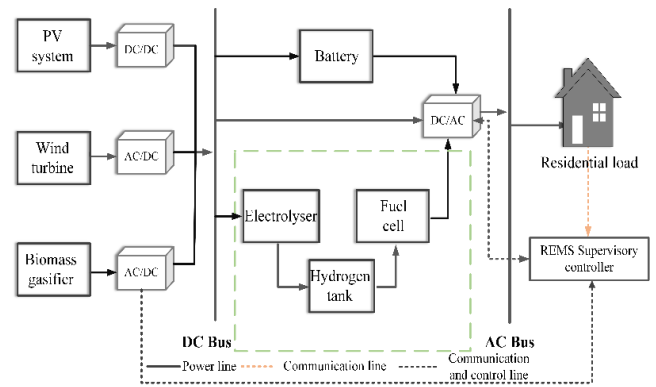 PV
system
DC/DC
Battery
Wind
turbine
AC/DC
DC/AC
Residential load
Electrolyser
Fuel
cell
Biomass
gasifier
AC/DC
Hydrogen
tank
REMS Supervisory
controller
DC Bus
AC Bus
Power line
Communication line
Communication
and control line